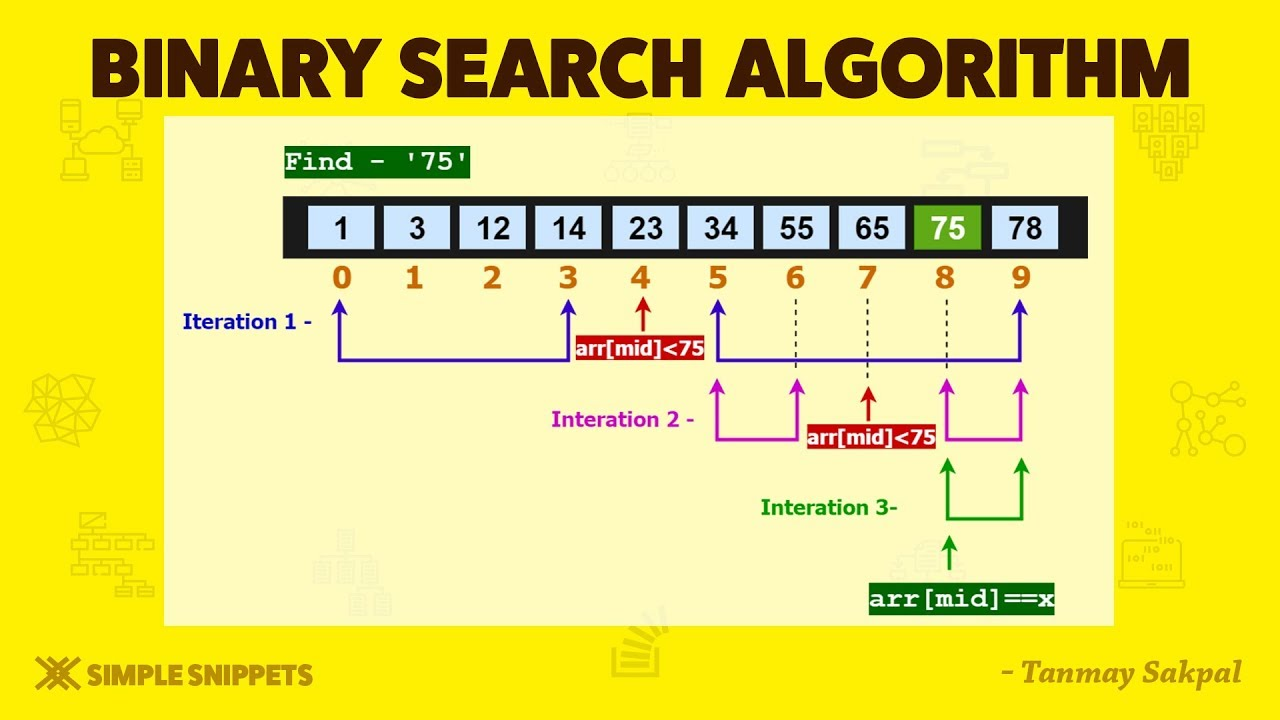 BINARY SEARCH ALGORITHM
Find - '75'
1 3 12 14 23 34 55 65 75 78
0 1 2 3 4 5 6 7 8 9
Iteration 1 -
arr[mid]<75
Interation 2 -
arr[mid]<75
Interation 3-
arr[mid]==x
SIMPLE SNIPPETS
- Tanmay Sakpal